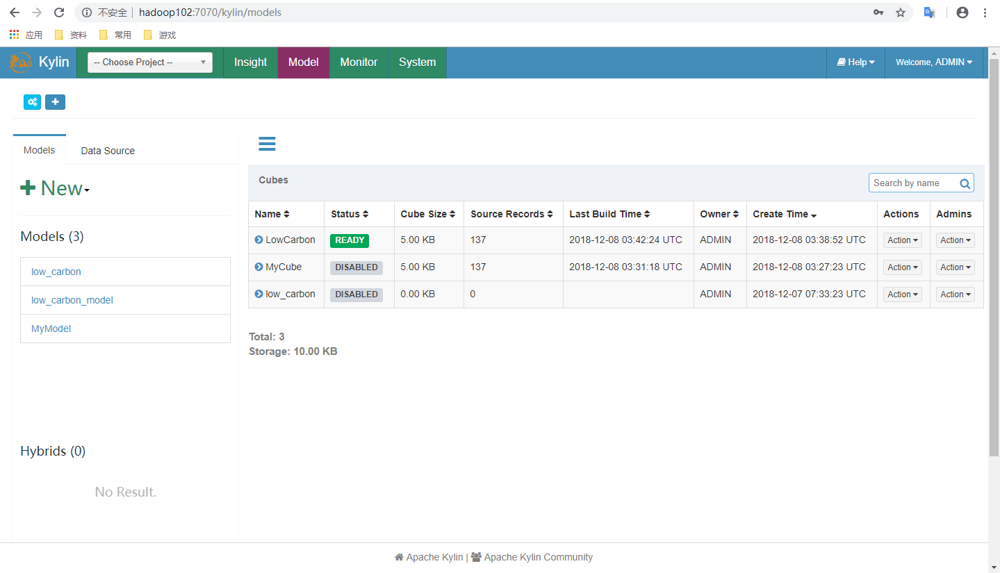 不安全 hadoop102:7070/kylin/models
应用 资料 常用 游戏
Kylin -- Choose Project -- Insight Model Monitor System Help Welcome, ADMIN
Models Data Source
New
Models (3)
low_carbon
low_carbon_model
MyModel
Hybrids (0)
No Result.
Cubes Search by name
Name Status Cube Size Source Records Last Build Time Owner Create Time Actions Admins
LowCarbon READY 5.00 KB 137 2018-12-08 03:42:24 UTC ADMIN 2018-12-08 03:38:52 UTC Action Action
MyCube DISABLED 5.00 KB 137 2018-12-08 03:31:18 UTC ADMIN 2018-12-08 03:27:23 UTC Action Action
low_carbon DISABLED 0.00 KB 0 ADMIN 2018-12-07 07:33:23 UTC Action Action
Total: 3
Storage: 10.00 KB
Apache Kylin | Apache Kylin Community